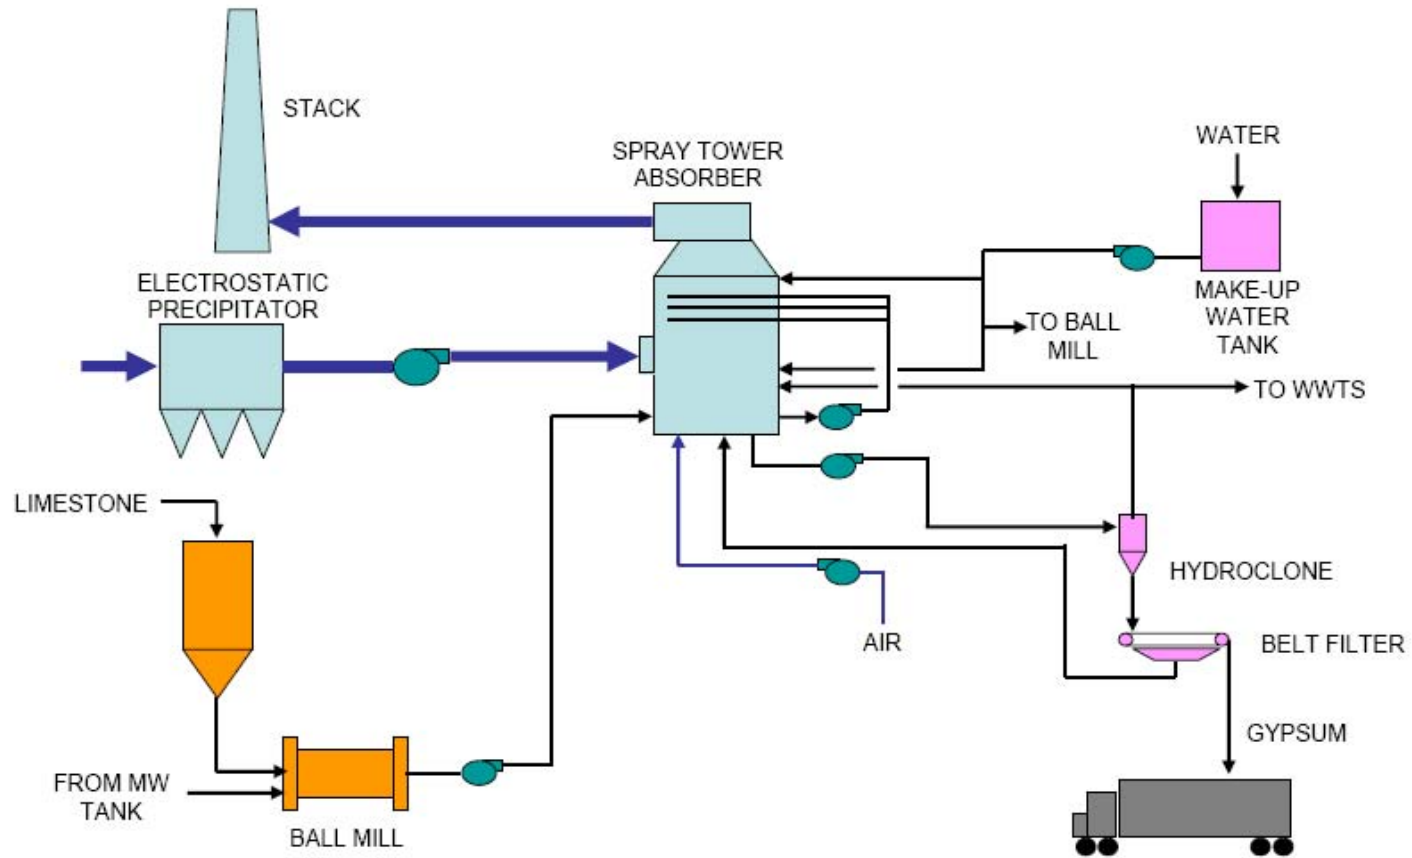 STACK
SPRAY TOWER
ABSORBER
WATER
ELECTROSTATIC
PRECIPITATOR
MAKE-UP
WATER
TANK
TO BALL
MILL
TO WWTS
LIMESTONE
HYDROCLONE
AIR
BELT FILTER
GYPSUM
FROM MW
TANK
BALL MILL